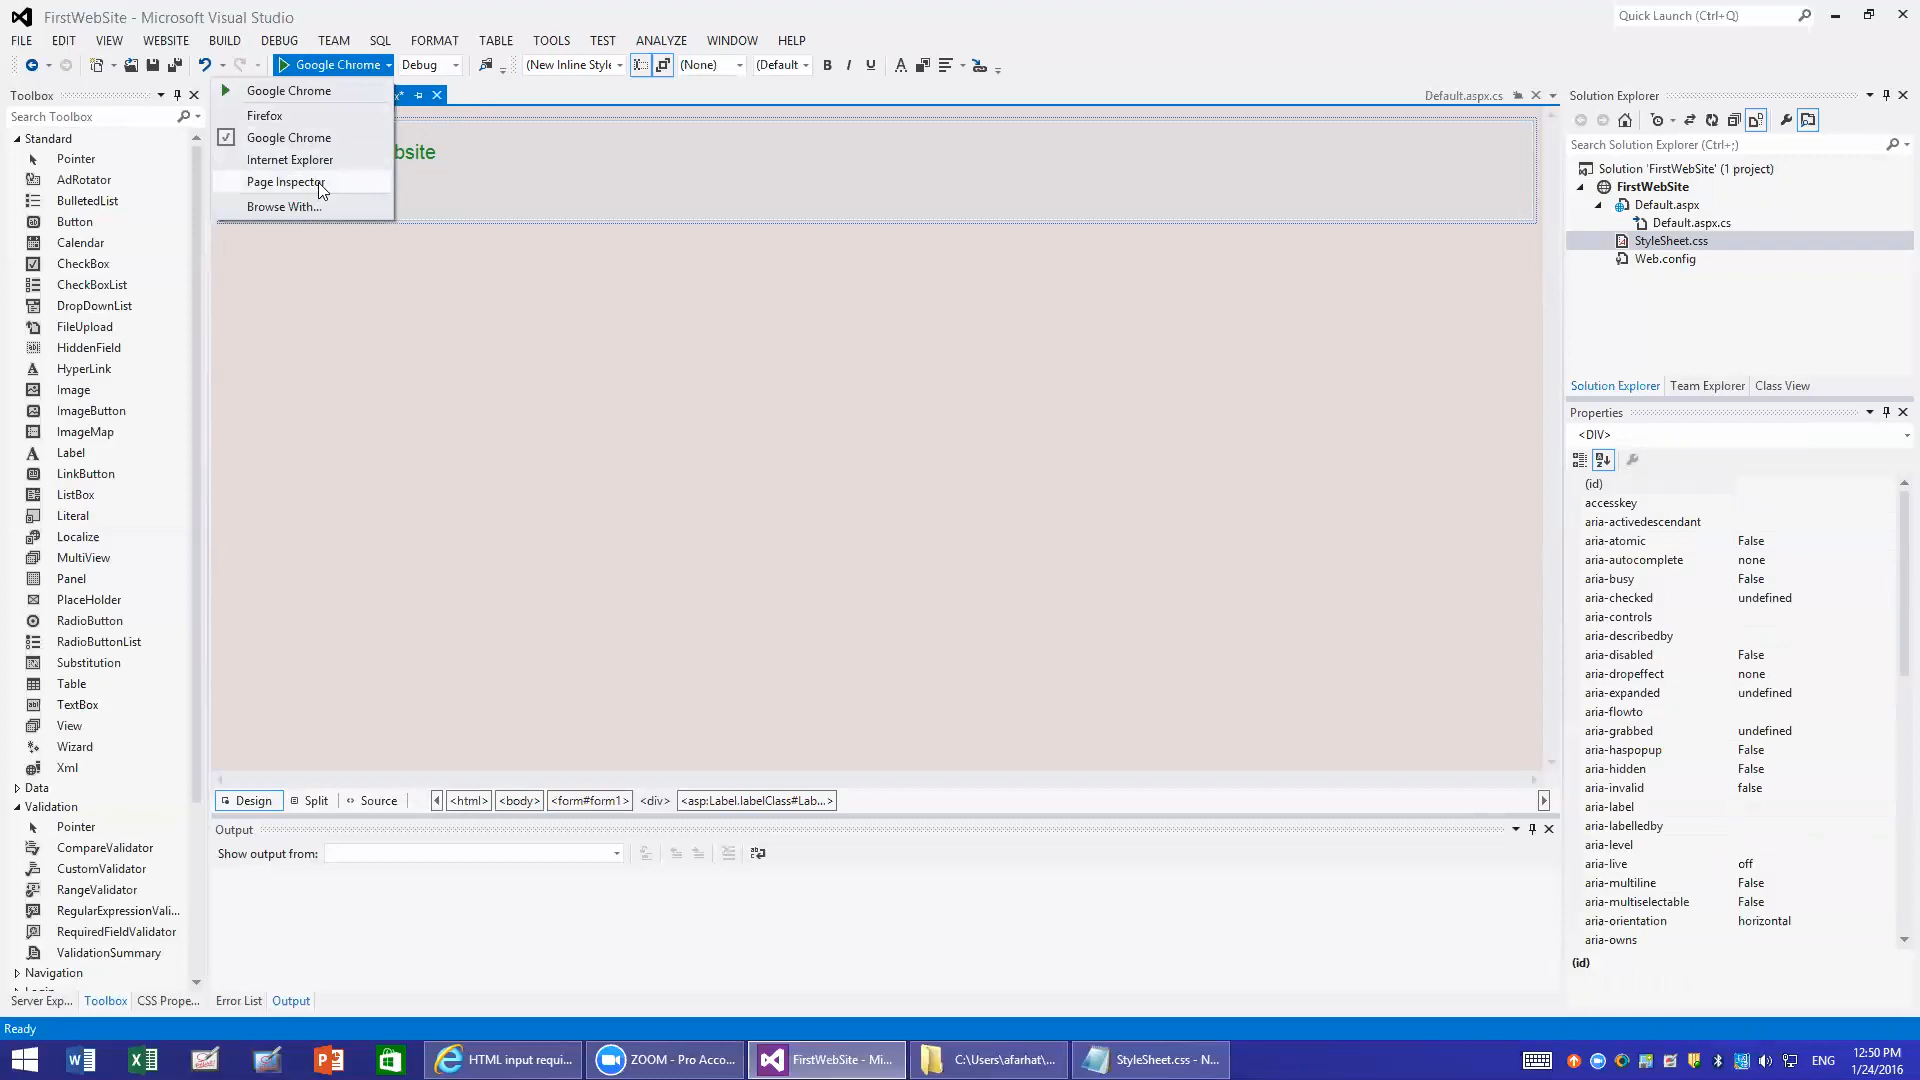 FirstWebSite - Microsoft Visual Studio
Quick Launch (Ctrl+Q)
FILE EDIT VIEW WEBSITE BUILD DEBUG TEAM SQL FORMAT TABLE TOOLS TEST ANALYZE WINDOW HELP
Google Chrome Debug (New Inline Style (None) (Default B I U A
Toolbox
Search Toolbox
Standard
Pointer
AdRotator
BulletedList
Button
Calendar
CheckBox
CheckBoxList
DropDownList
FileUpload
HiddenField
HyperLink
Image
ImageButton
ImageMap
Label
LinkButton
ListBox
Literal
Localize
MultiView
Panel
PlaceHolder
RadioButton
RadioButtonList
Substitution
Table
TextBox
View
Wizard
Xml
Data
Validation
Pointer
CompareValidator
CustomValidator
RangeValidator
RegularExpressionVali...
RequiredFieldValidator
ValidationSummary
Navigation
Server Exp... Toolbox CSS Prope...
Google Chrome
Firefox
Google Chrome
Internet Explorer
Page Inspector
Browse With...
x*
bsite
Default.aspx.cs
Design Split Source <html> <body> <form#form1> <div> <asp:Label.labelClass#Lab...>
Output
Show output from:
Error List Output
Solution Explorer
Search Solution Explorer (Ctrl+;)
Solution 'FirstWebSite' (1 project)
FirstWebSite
Default.aspx
Default.aspx.cs
StyleSheet.css
Web.config
Solution Explorer Team Explorer Class View
Properties
<DIV>
(id)
accesskey
aria-activedescendant
aria-atomic False
aria-autocomplete none
aria-busy False
aria-checked undefined
aria-controls
aria-describedby
aria-disabled False
aria-dropeffect none
aria-expanded undefined
aria-flowto
aria-grabbed undefined
aria-haspopup False
aria-hidden False
aria-invalid false
aria-label
aria-labelledby
aria-level
aria-live off
aria-multiline False
aria-multiselectable False
aria-orientation horizontal
aria-owns
(id)
Ready
HTML input requi... ZOOM - Pro Acco... FirstWebSite - Mi... C:\Users\afarhat\... StyleSheet.css - N... ENG
12:50 PM
1/24/2016